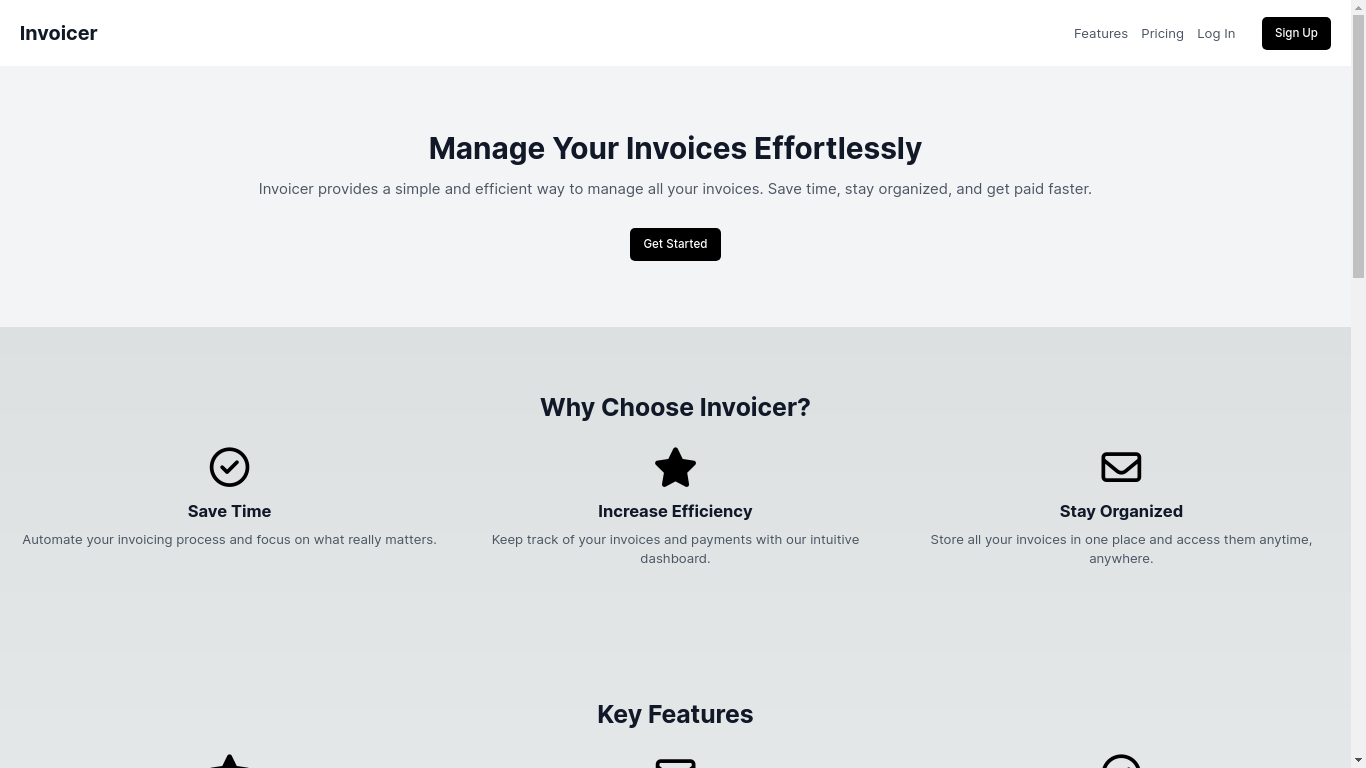 Invoicer
Features
Pricing
Log In
Sign Up
Manage Your Invoices Effortlessly
Invoicer provides a simple and efficient way to manage all your invoices. Save time, stay organized, and get paid faster.
Get Started
Why Choose Invoicer?
Save Time
Automate your invoicing process and focus on what really matters.
Increase Efficiency
Keep track of your invoices and payments with our intuitive
dashboard.
Stay Organized
Store all your invoices in one place and access them anytime,
anywhere.
Key Features